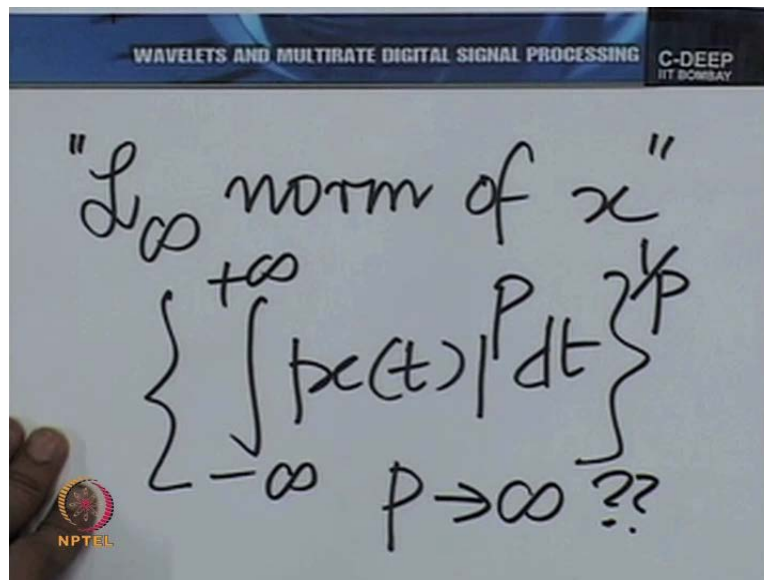 WAVELETS AND MULTIRATE DIGITAL SIGNAL PROCESSING
C-DEEP
IIT BOMBAY
"L∞ norm of x"
{ ∫_{-∞}^{+∞} |x(t)|^p dt }^{1/p}
p→∞ ??
NPTEL